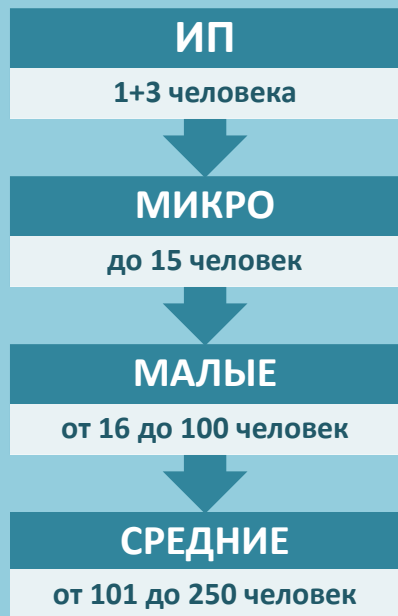 ИП
1+3 человека
МИКРО
до 15 человек
МАЛЫЕ
от 16 до 100 человек
СРЕДНИЕ
от 101 до 250 человек